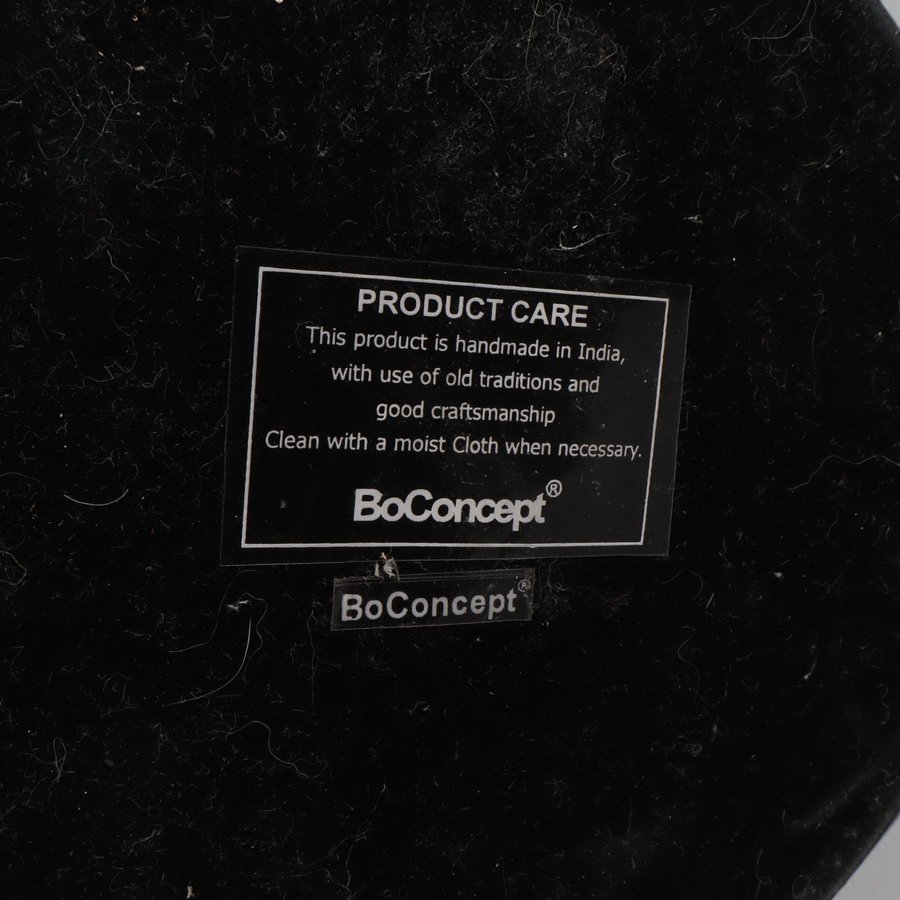 PRODUCT CARE
This product is handmade in India,
with use of old traditions and
good craftsmanship
Clean with a moist Cloth when necessary.
BoConcept®
BoConcept®